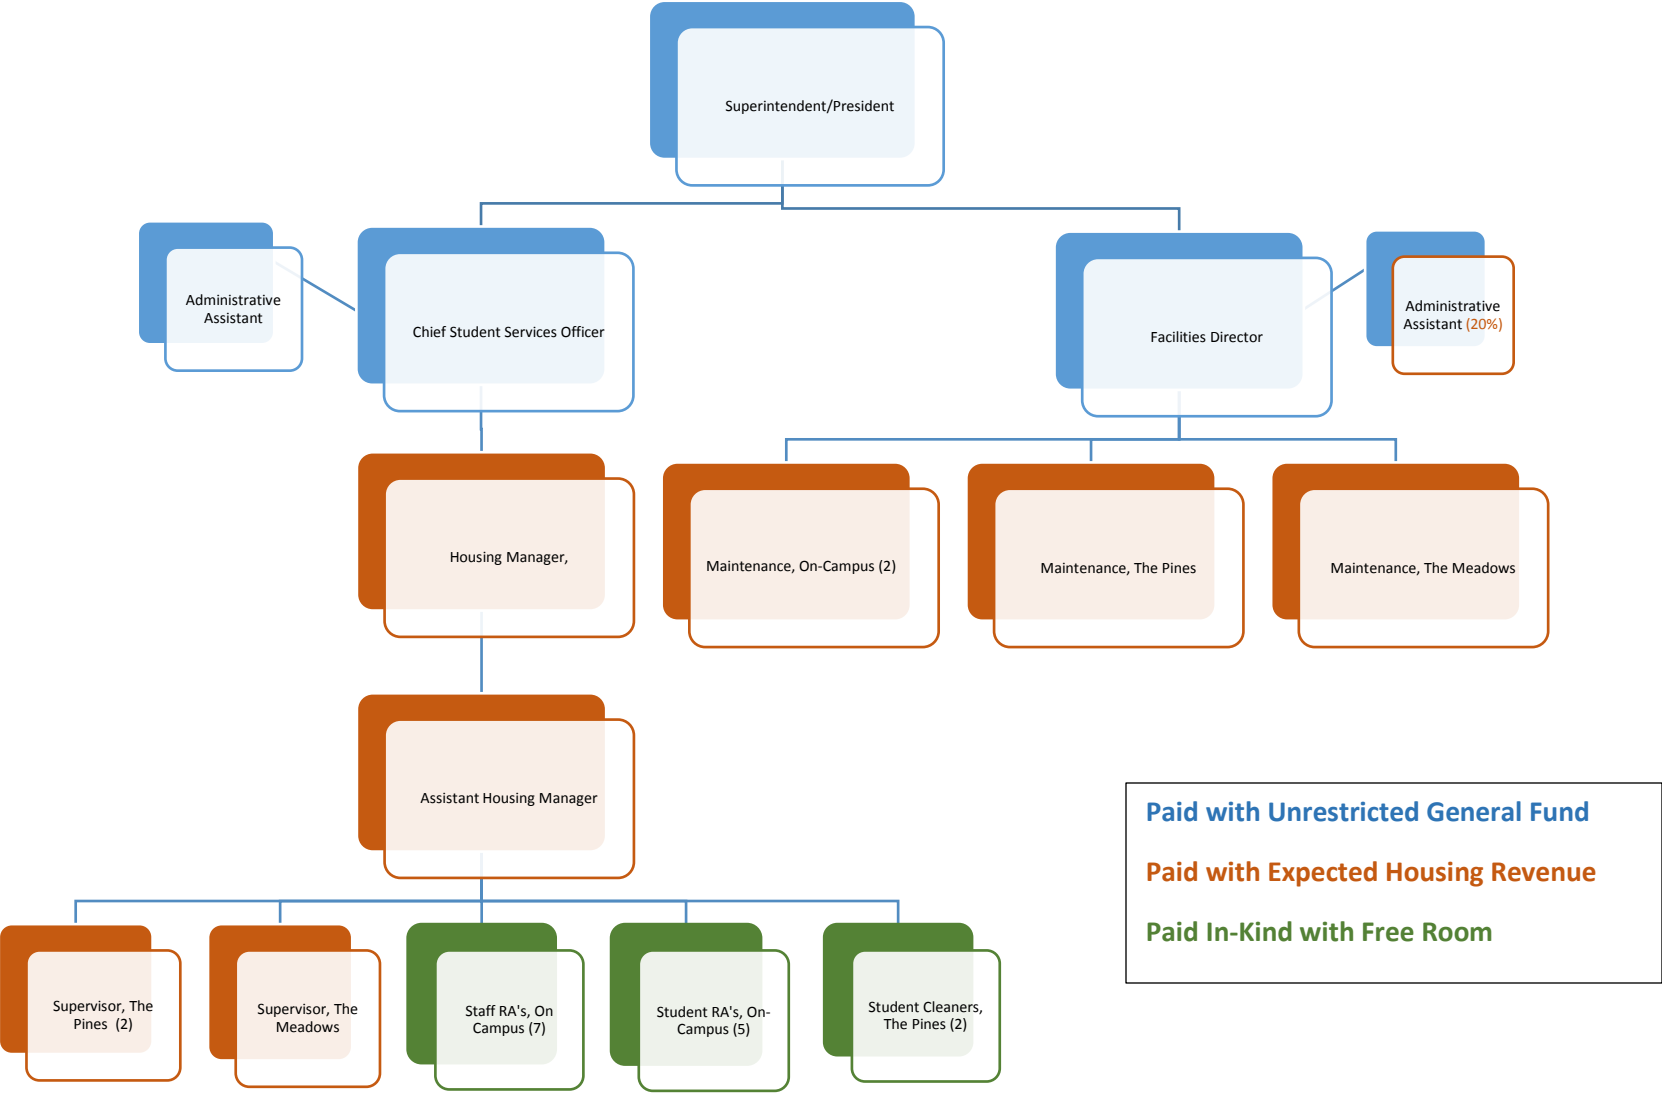 Superintendent/President
Administrative
Assistant
Chief Student Services Officer
Facilities Director
Administrative
Assistant (20%)
Housing Manager,
Maintenance, On-Campus (2)
Maintenance, The Pines
Maintenance, The Meadows
Assistant Housing Manager
Paid with Unrestricted General Fund
Paid with Expected Housing Revenue
Paid In-Kind with Free Room
Supervisor, The
Pines  (2)
Supervisor, The
Meadows
Staff RA's, On
Campus (7)
Student RA's, On-
Campus (5)
Student Cleaners,
The Pines (2)